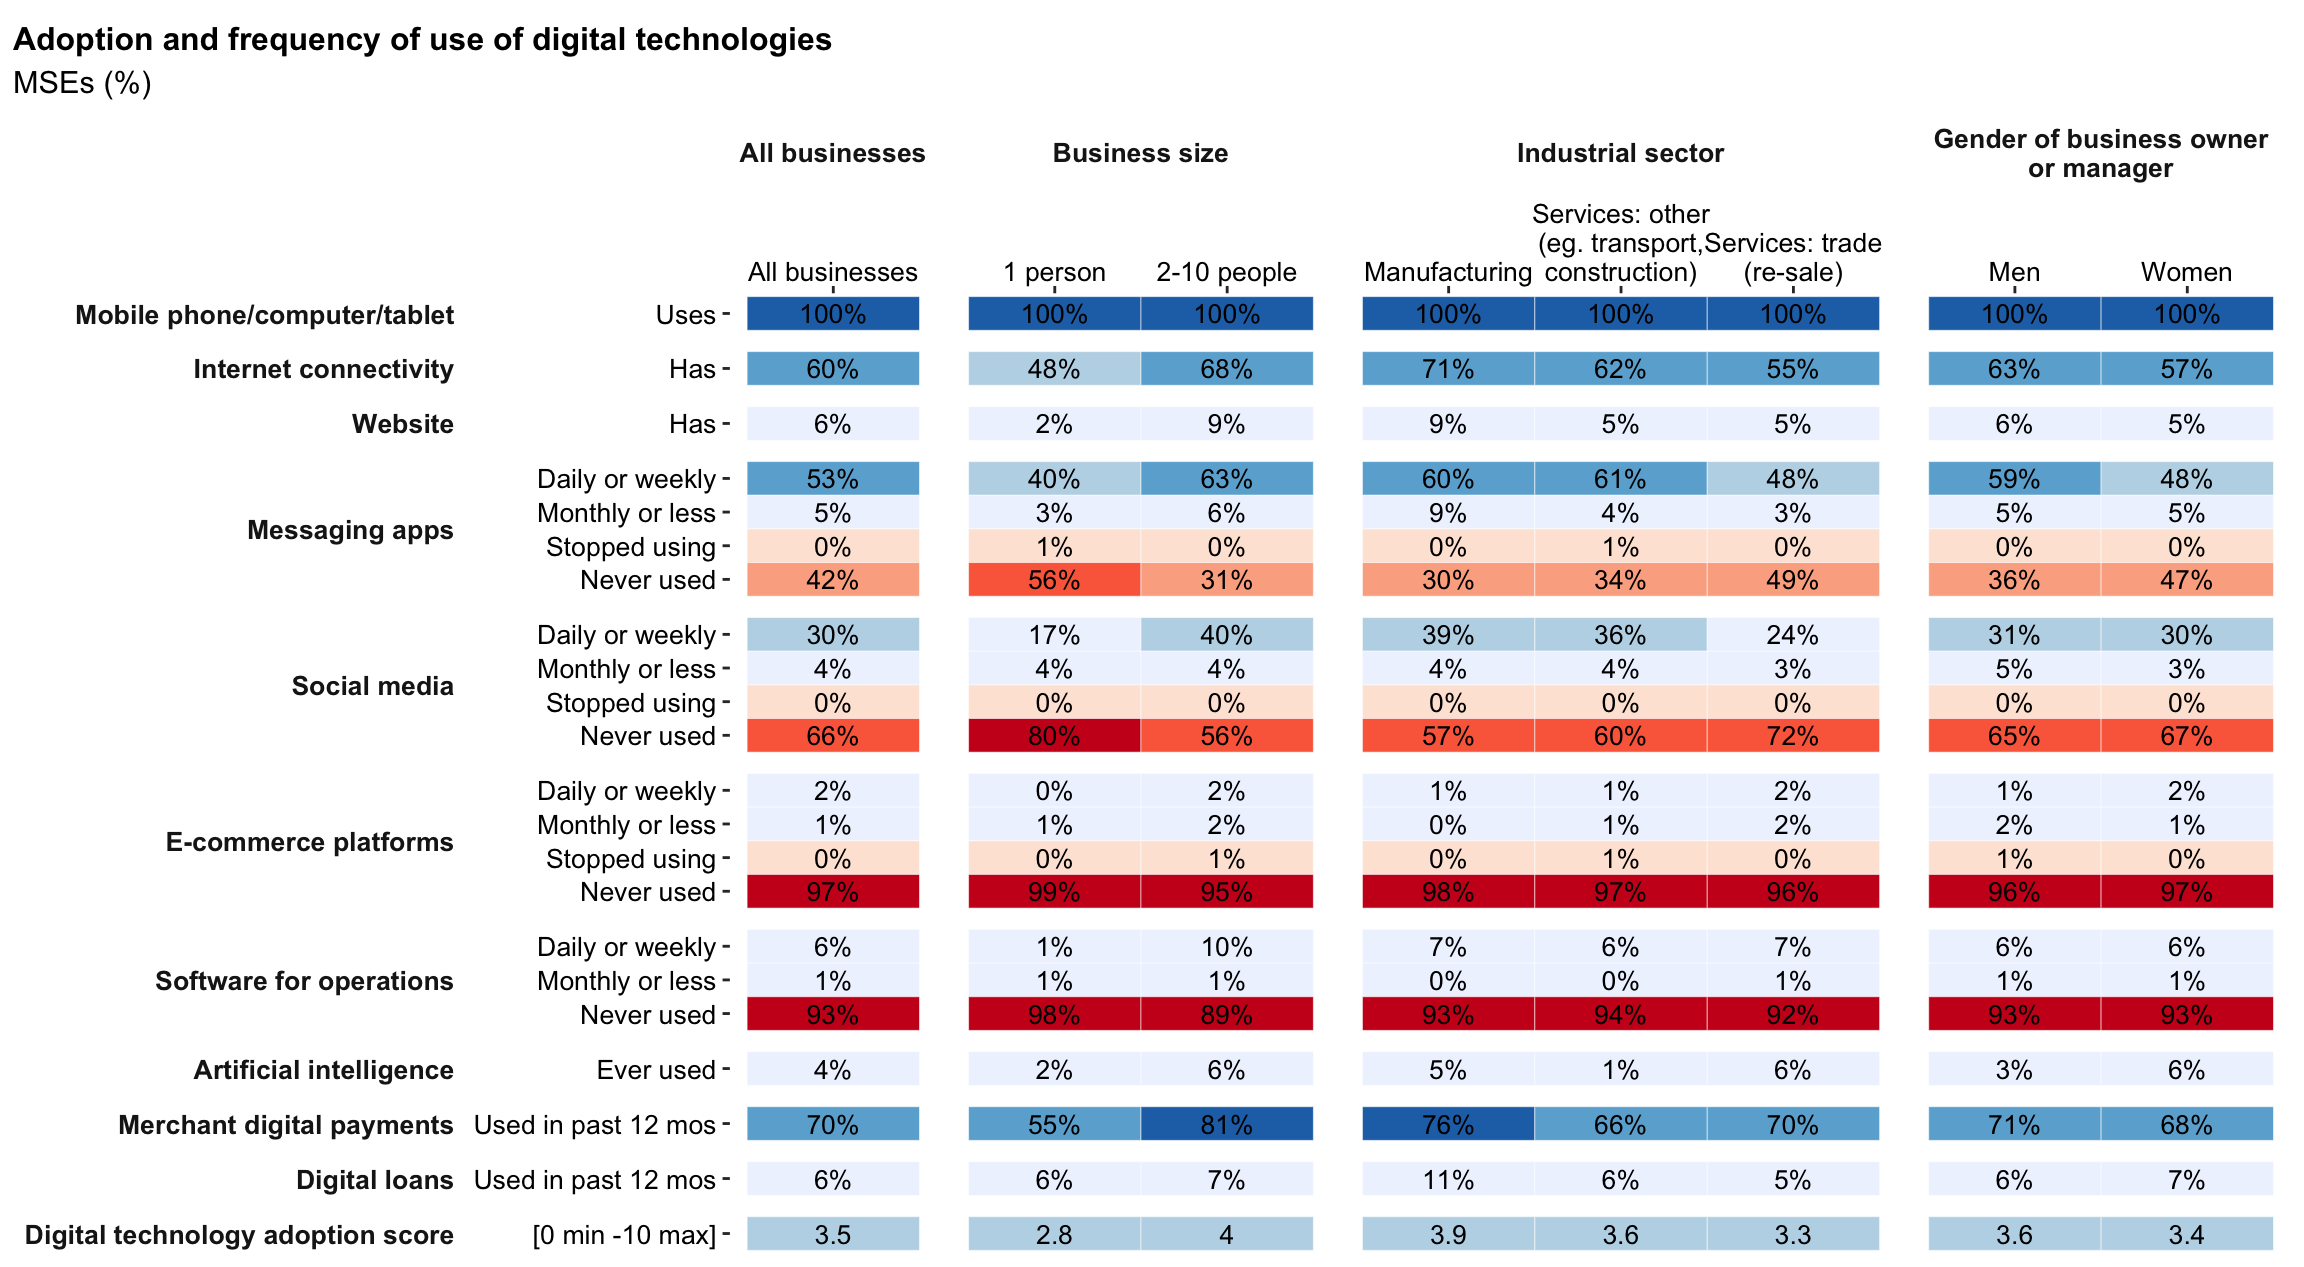 Adoption and frequency of use of digital technologies
MSEs (%)
All businesses Business size Industrial sector Gender of business owner
or manager
Services: other
(eg. transport, Services: trade
All businesses 1 person 2-10 people Manufacturing construction) (re-sale) Men Women
Mobile phone/computer/tablet Uses 100% 100% 100% 100% 100% 100% 100% 100%
Internet connectivity Has 60% 48% 68% 71% 62% 55% 63% 57%
Website Has 6% 2% 9% 9% 5% 5% 6% 5%
Messaging apps
Daily or weekly 53% 40% 63% 60% 61% 48% 59% 48%
Monthly or less 5% 3% 6% 9% 4% 3% 5% 5%
Stopped using 0% 1% 0% 0% 1% 0% 0% 0%
Never used 42% 56% 31% 30% 34% 49% 36% 47%
Social media
Daily or weekly 30% 17% 40% 39% 36% 24% 31% 30%
Monthly or less 4% 4% 4% 4% 4% 3% 5% 3%
Stopped using 0% 0% 0% 0% 0% 0% 0% 0%
Never used 66% 80% 56% 57% 60% 72% 65% 67%
E-commerce platforms
Daily or weekly 2% 0% 2% 1% 1% 2% 1% 2%
Monthly or less 1% 1% 2% 0% 1% 2% 2% 1%
Stopped using 0% 0% 1% 0% 1% 0% 1% 0%
Never used 97% 99% 95% 98% 97% 96% 96% 97%
Software for operations
Daily or weekly 6% 1% 10% 7% 6% 7% 6% 6%
Monthly or less 1% 1% 1% 0% 0% 1% 1% 1%
Never used 93% 98% 89% 93% 94% 92% 93% 93%
Artificial intelligence Ever used 4% 2% 6% 5% 1% 6% 3% 6%
Merchant digital payments Used in past 12 mos 70% 55% 81% 76% 66% 70% 71% 68%
Digital loans Used in past 12 mos 6% 6% 7% 11% 6% 5% 6% 7%
Digital technology adoption score [0 min -10 max] 3.5 2.8 4 3.9 3.6 3.3 3.6 3.4